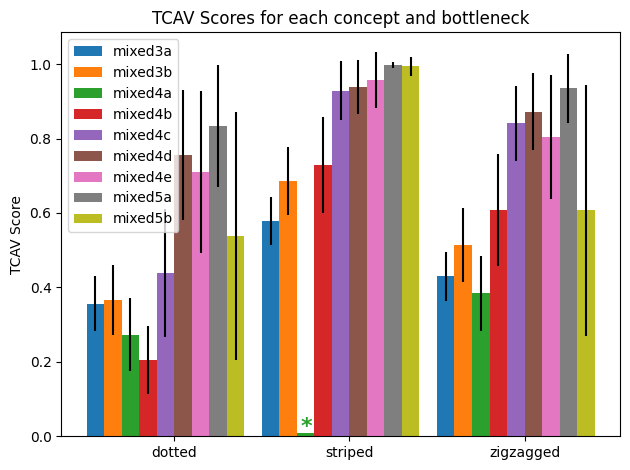 TCAV Scores for each concept and bottleneck
TCAV Score
1.0
0.8
0.6
0.4
0.2
0.0
mixed3a
mixed3b
mixed4a
mixed4b
mixed4c
mixed4d
mixed4e
mixed5a
mixed5b
*
dotted
striped
zigzagged